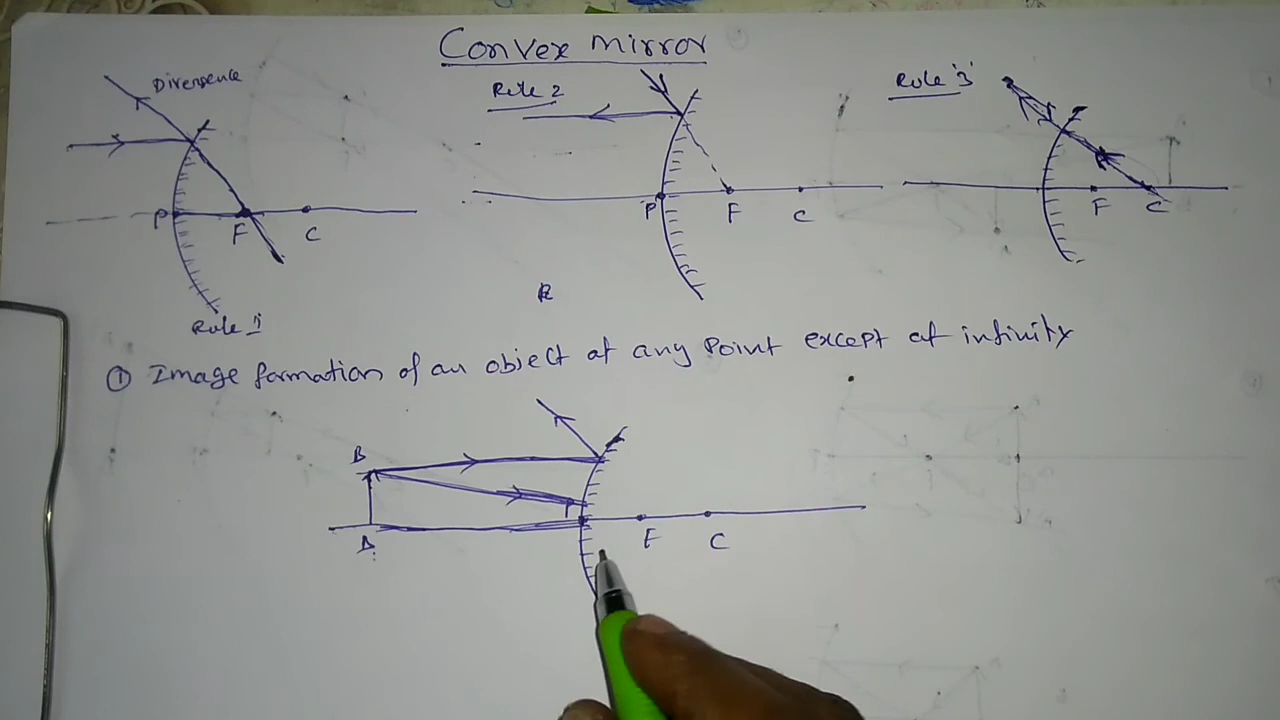 Convex mirror
Divergence
P
F
C
Rule 1
Rule 2
P
F
C
Rule 3
F
C
R
① Image formation of an object at any Point except at infinity
B
A
F
C